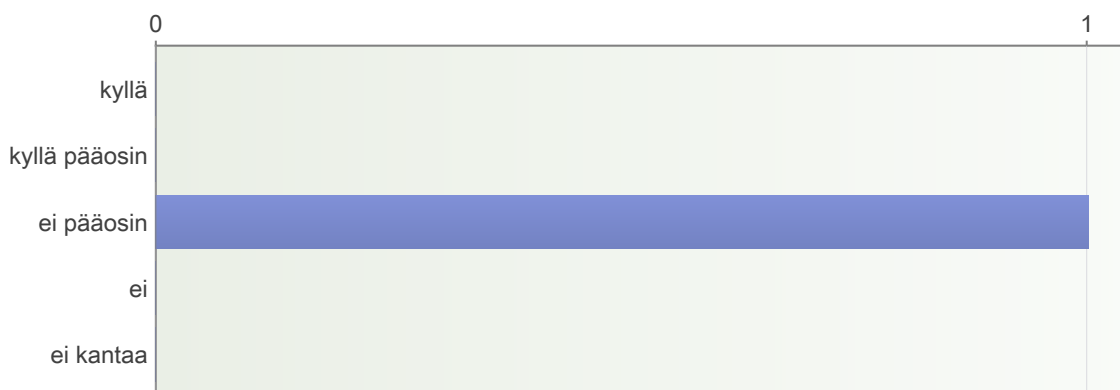 0 1
kyllä
kyllä pääosin
ei pääosin
ei
ei kantaa